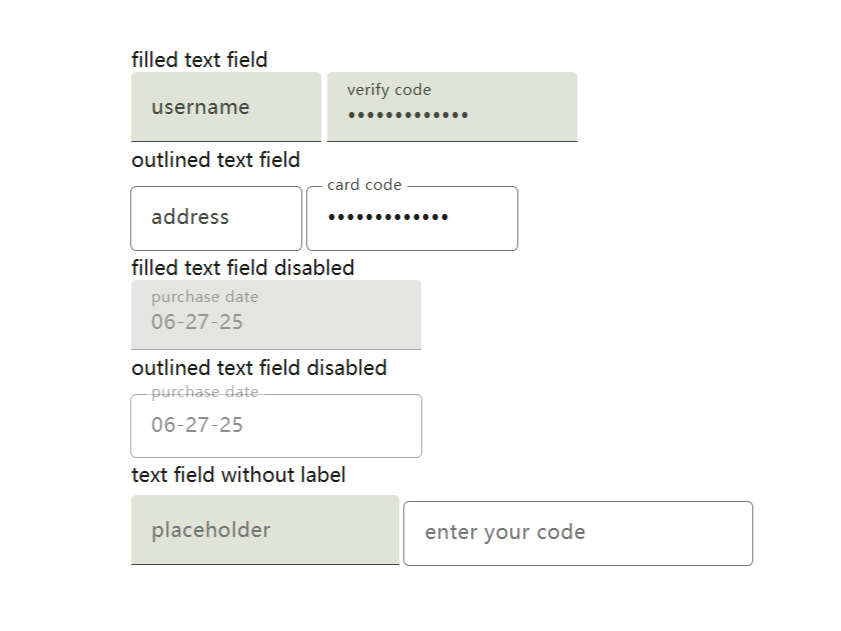 filled text field
username
verify code
•••••••••••••
outlined text field
address
card code
•••••••••••••
filled text field disabled
purchase date
06-27-25
outlined text field disabled
purchase date
06-27-25
text field without label
placeholder
enter your code